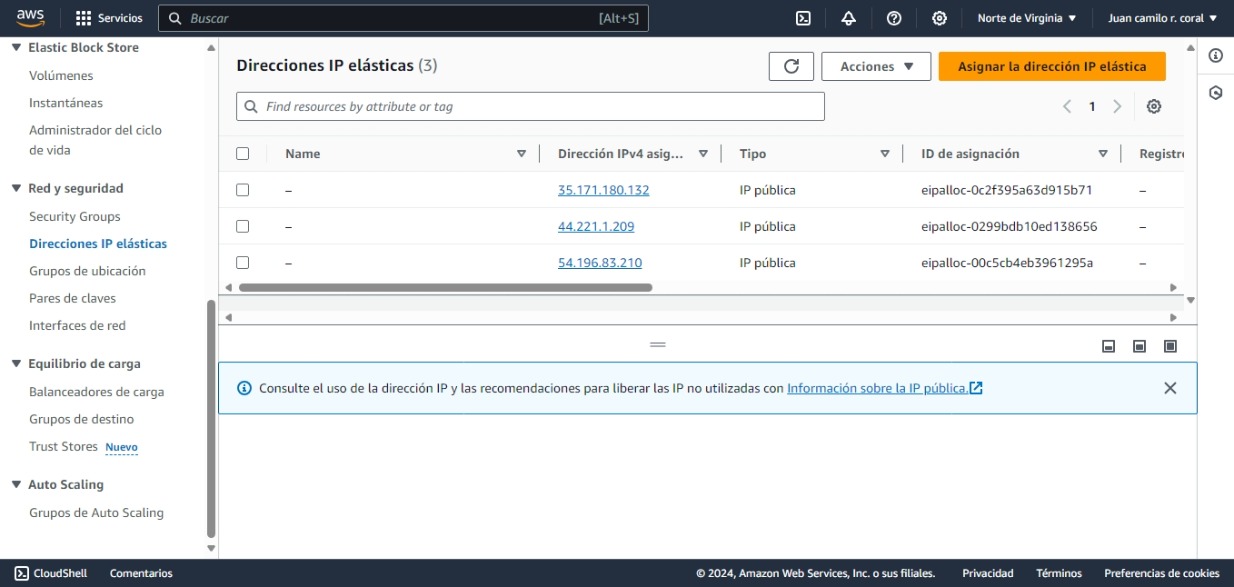 aws
Servicios
Buscar
[Alt+S]
Norte de Virginia
Juan camilo r. coral
Elastic Block Store
Volúmenes
Instantáneas
Administrador del ciclo
de vida
Red y seguridad
Security Groups
Direcciones IP elásticas
Grupos de ubicación
Pares de claves
Interfaces de red
Equilibrio de carga
Balanceadores de carga
Grupos de destino
Trust Stores Nuevo
Auto Scaling
Grupos de Auto Scaling
Direcciones IP elásticas (3)
Acciones
Asignar la dirección IP elástica
Find resources by attribute or tag
1
Name Dirección IPv4 asig... Tipo ID de asignación Registro
– 35.171.180.132 IP pública eipalloc-0c2f395a63d915b71 –
– 44.221.1.209 IP pública eipalloc-0299bdb10ed138656 –
– 54.196.83.210 IP pública eipalloc-00c5cb4eb3961295a –
Consulte el uso de la dirección IP y las recomendaciones para liberar las IP no utilizadas con Información sobre la IP pública.
CloudShell Comentarios © 2024, Amazon Web Services, Inc. o sus filiales. Privacidad Términos Preferencias de cookies